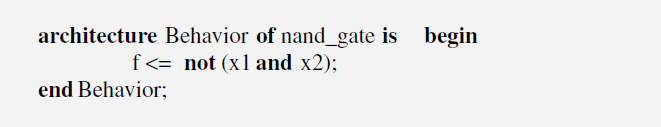 architecture Behavior of nand_gate is begin
f <= not (x1 and x2);
end Behavior;